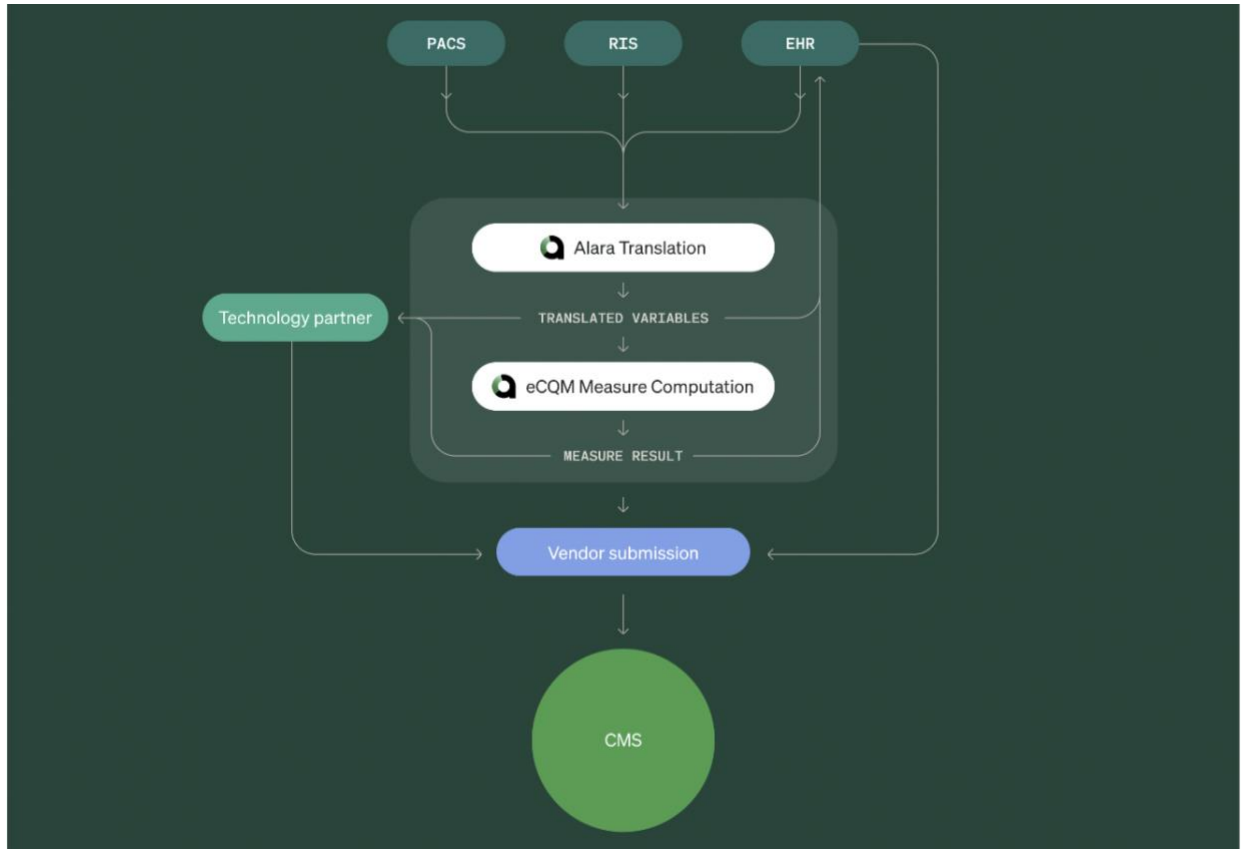 PACS
RIS
EHR
Alara Translation
TRANSLATED VARIABLES
Technology partner
eCQM Measure Computation
MEASURE RESULT
Vendor submission
CMS